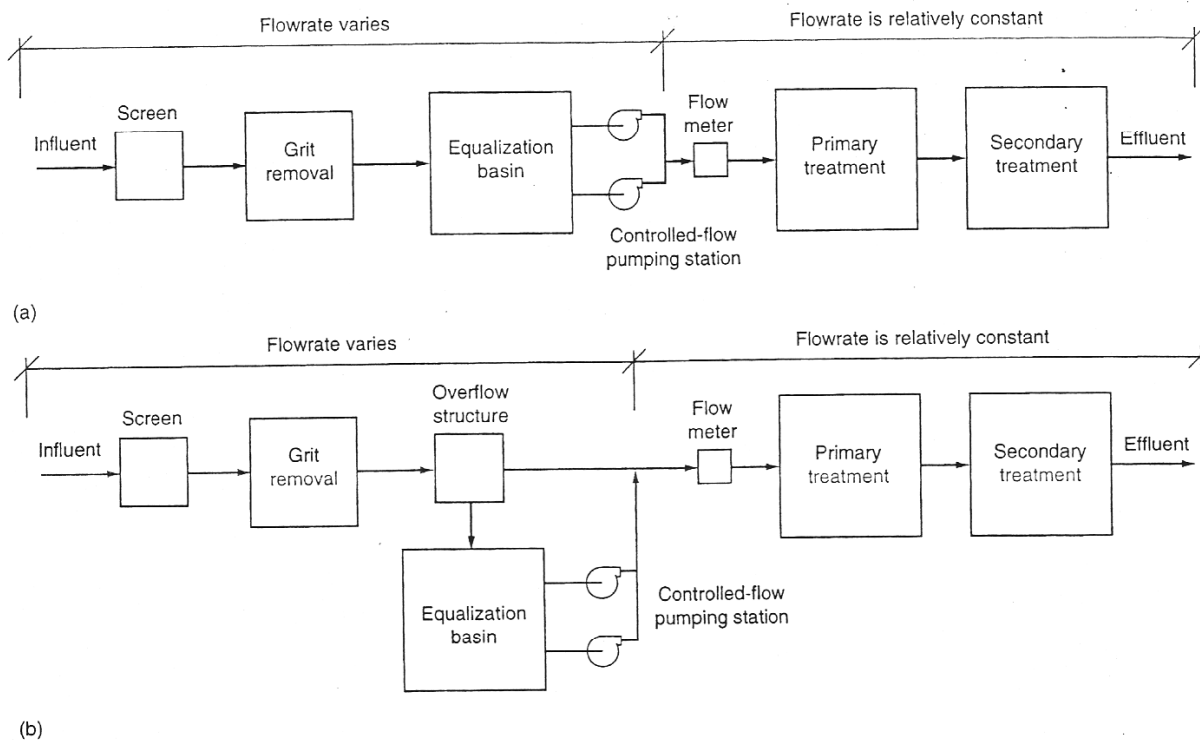 Flowrate varies
Flowrate is relatively constant
Influent
Screen
Grit
removal
Equalization
basin
Controlled-flow
pumping station
Flow
meter
Primary
treatment
Secondary
treatment
Effluent
(a)
Flowrate varies
Flowrate is relatively constant
Influent
Screen
Grit
removal
Overflow
structure
Equalization
basin
Controlled-flow
pumping station
Flow
meter
Primary
treatment
Secondary
treatment
Effluent
(b)